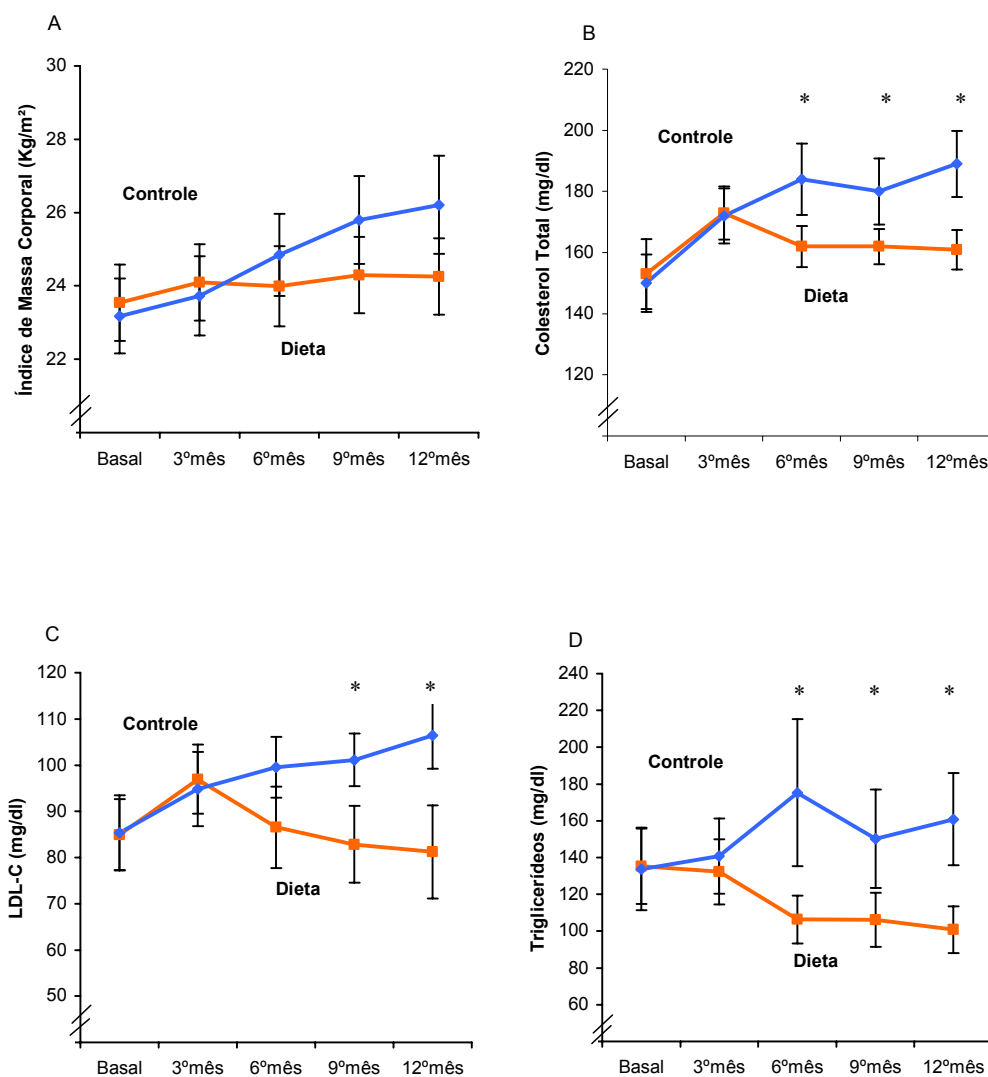 A
Índice de Massa Corporal (Kg/m²)
30
28
26
24
22
Controle
Dieta
Basal 3ºmês 6ºmês 9ºmês 12ºmês
B
Colesterol Total (mg/dl)
220
200
180
160
140
120
* * *
Controle
Dieta
Basal 3ºmês 6ºmês 9ºmês 12ºmês
C
LDL-C (mg/dl)
120
110
100
90
80
70
50
* *
Controle
Dieta
Basal 3ºmês 6ºmês 9ºmês 12ºmês
D
Triglicerídeos (mg/dl)
240
220
200
180
160
140
120
100
80
60
* * *
Controle
Dieta
Basal 3ºmês 6ºmês 9ºmês 12ºmês